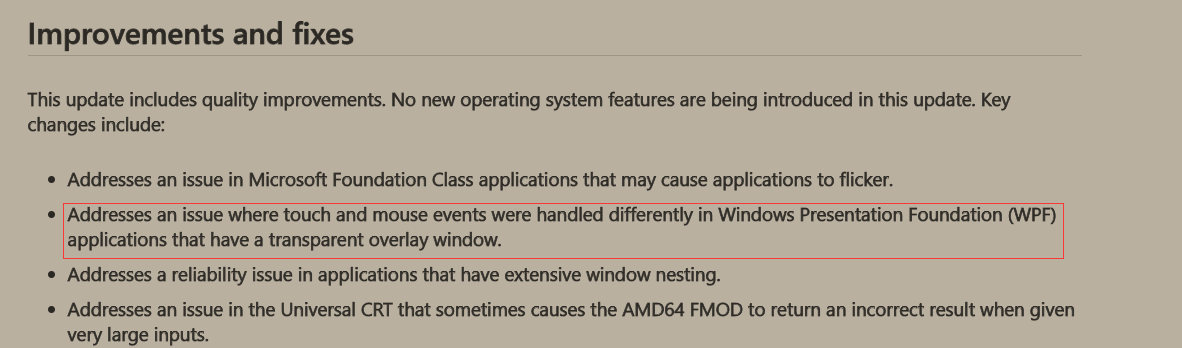 Improvements and fixes
This update includes quality improvements. No new operating system features are being introduced in this update. Key
changes include:
• Addresses an issue in Microsoft Foundation Class applications that may cause applications to flicker.
• Addresses an issue where touch and mouse events were handled differently in Windows Presentation Foundation (WPF)
applications that have a transparent overlay window.
• Addresses a reliability issue in applications that have extensive window nesting.
• Addresses an issue in the Universal CRT that sometimes causes the AMD64 FMOD to return an incorrect result when given
very large inputs.